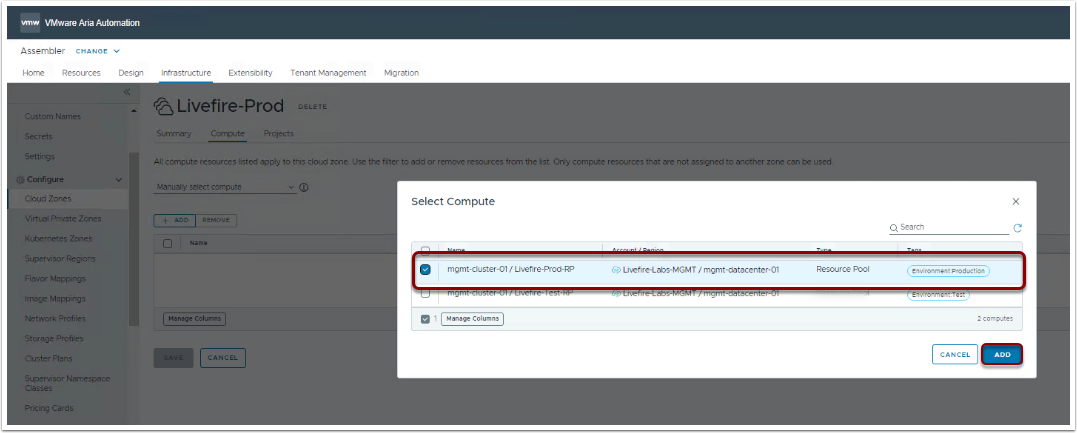 vmw VMware Aria Automation
Assembler CHANGE
Home Resources Design Infrastructure Extensibility Tenant Management Migration
Custom Names
Secrets
Settings
Configure
Cloud Zones
Virtual Private Zones
Kubernetes Zones
Supervisor Regions
Flavor Mappings
Image Mappings
Network Profiles
Storage Profiles
Cluster Plans
Supervisor Namespace
Classes
Pricing Cards
Livefire-Prod DELETE
Summary Compute Projects
All compute resources listed apply to this cloud zone. Use the filter to add or remove resources from the list. Only compute resources that are not assigned to another zone can be used.
Manually select compute
+ ADD REMOVE
Name
Manage Columns
SAVE CANCEL
Select Compute
Search
Name Account / Region Type Tags
mgmt-cluster-01 / Livefire-Prod-RP Livefire-Labs-MGMT / mgmt-datacenter-01 Resource Pool Environment:Production
mgmt-cluster-01 / Livefire-Test-RP Livefire-Labs-MGMT / mgmt-datacenter-01 Environment:Test
1 Manage Columns 2 computes
CANCEL ADD